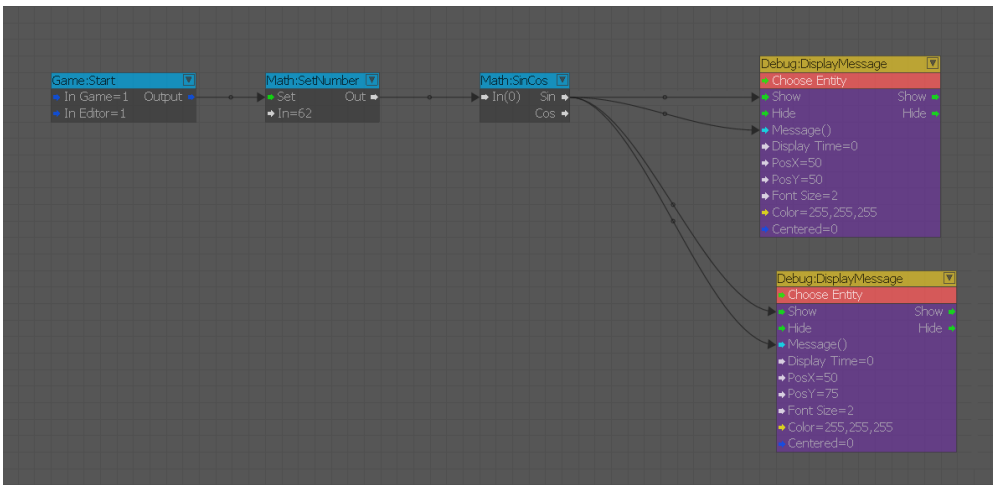 Game:Start
In Game=1 Output
In Editor=1
Math:SetNumber
Set Out
In=62
Math:SinCos
In(0) Sin
Cos
Debug:DisplayMessage
Choose Entity
Show Show
Hide Hide
Message()
Display Time=0
PosX=50
PosY=50
Font Size=2
Color=255,255,255
Centered=0
Debug:DisplayMessage
Choose Entity
Show Show
Hide Hide
Message()
Display Time=0
PosX=50
PosY=75
Font Size=2
Color=255,255,255
Centered=0